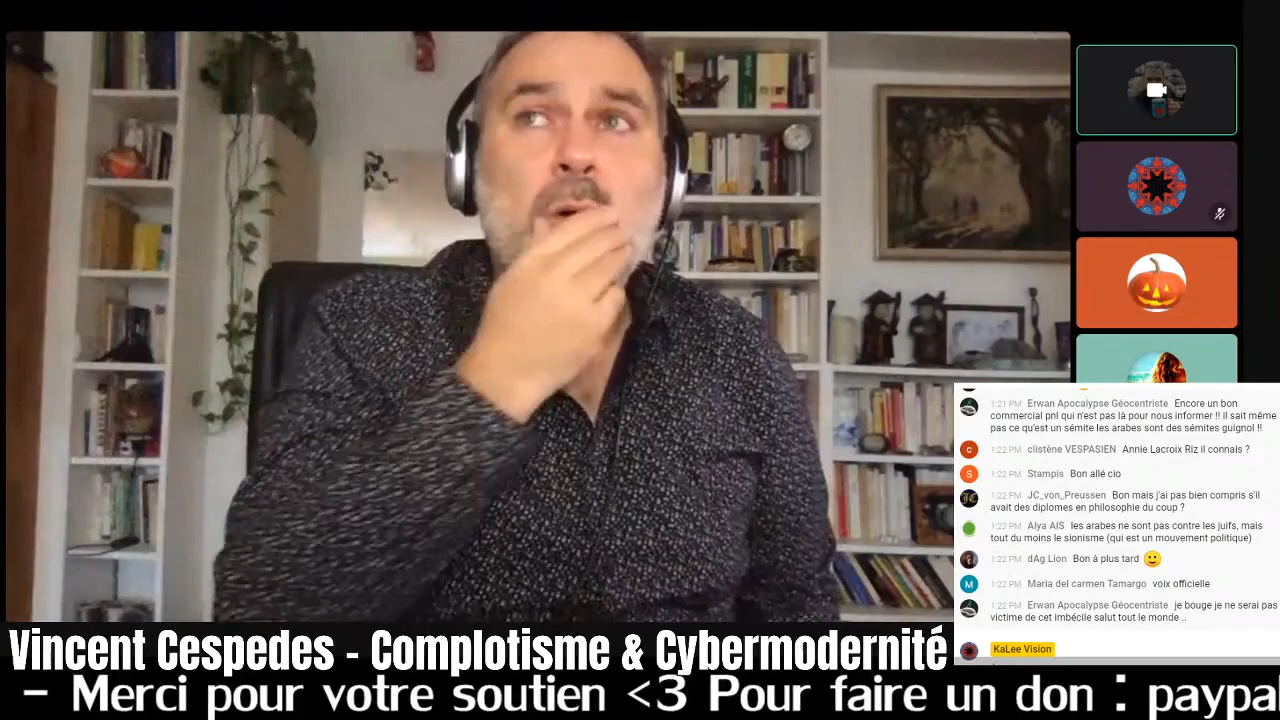 1:21 PM Erwan Apocalypse Géocentriste Encore un bon
commercial pnl qui n'est pas là pour nous informer !! il sait même
pas ce qu'est un sémite les arabes sont des sémites guignol !!
c 1:22 PM clistène VESPASIEN Annie Lacroix Riz il connais ?
S 1:22 PM Stampis Bon allé cio
1:22 PM JC_von_Preussen Bon mais j'ai pas bien compris s'il
avait des diplomes en philosophie du coup ?
1:22 PM Alya AIS les arabes ne sont pas contre les juifs, mais
tout du moins le sionisme (qui est un mouvement politique)
1:22 PM dAg Lion Bon à plus tard 🙂
M 1:22 PM Maria del carmen Tamargo voix officielle
1:22 PM Erwan Apocalypse Géocentriste je bouge je ne serai pas
victime de cet imbécile salut tout le monde ..
KaLee Vision
Vincent Cespedes - Complotisme & Cybermodernité
– Merci pour votre soutien <3 Pour faire un don : paypal